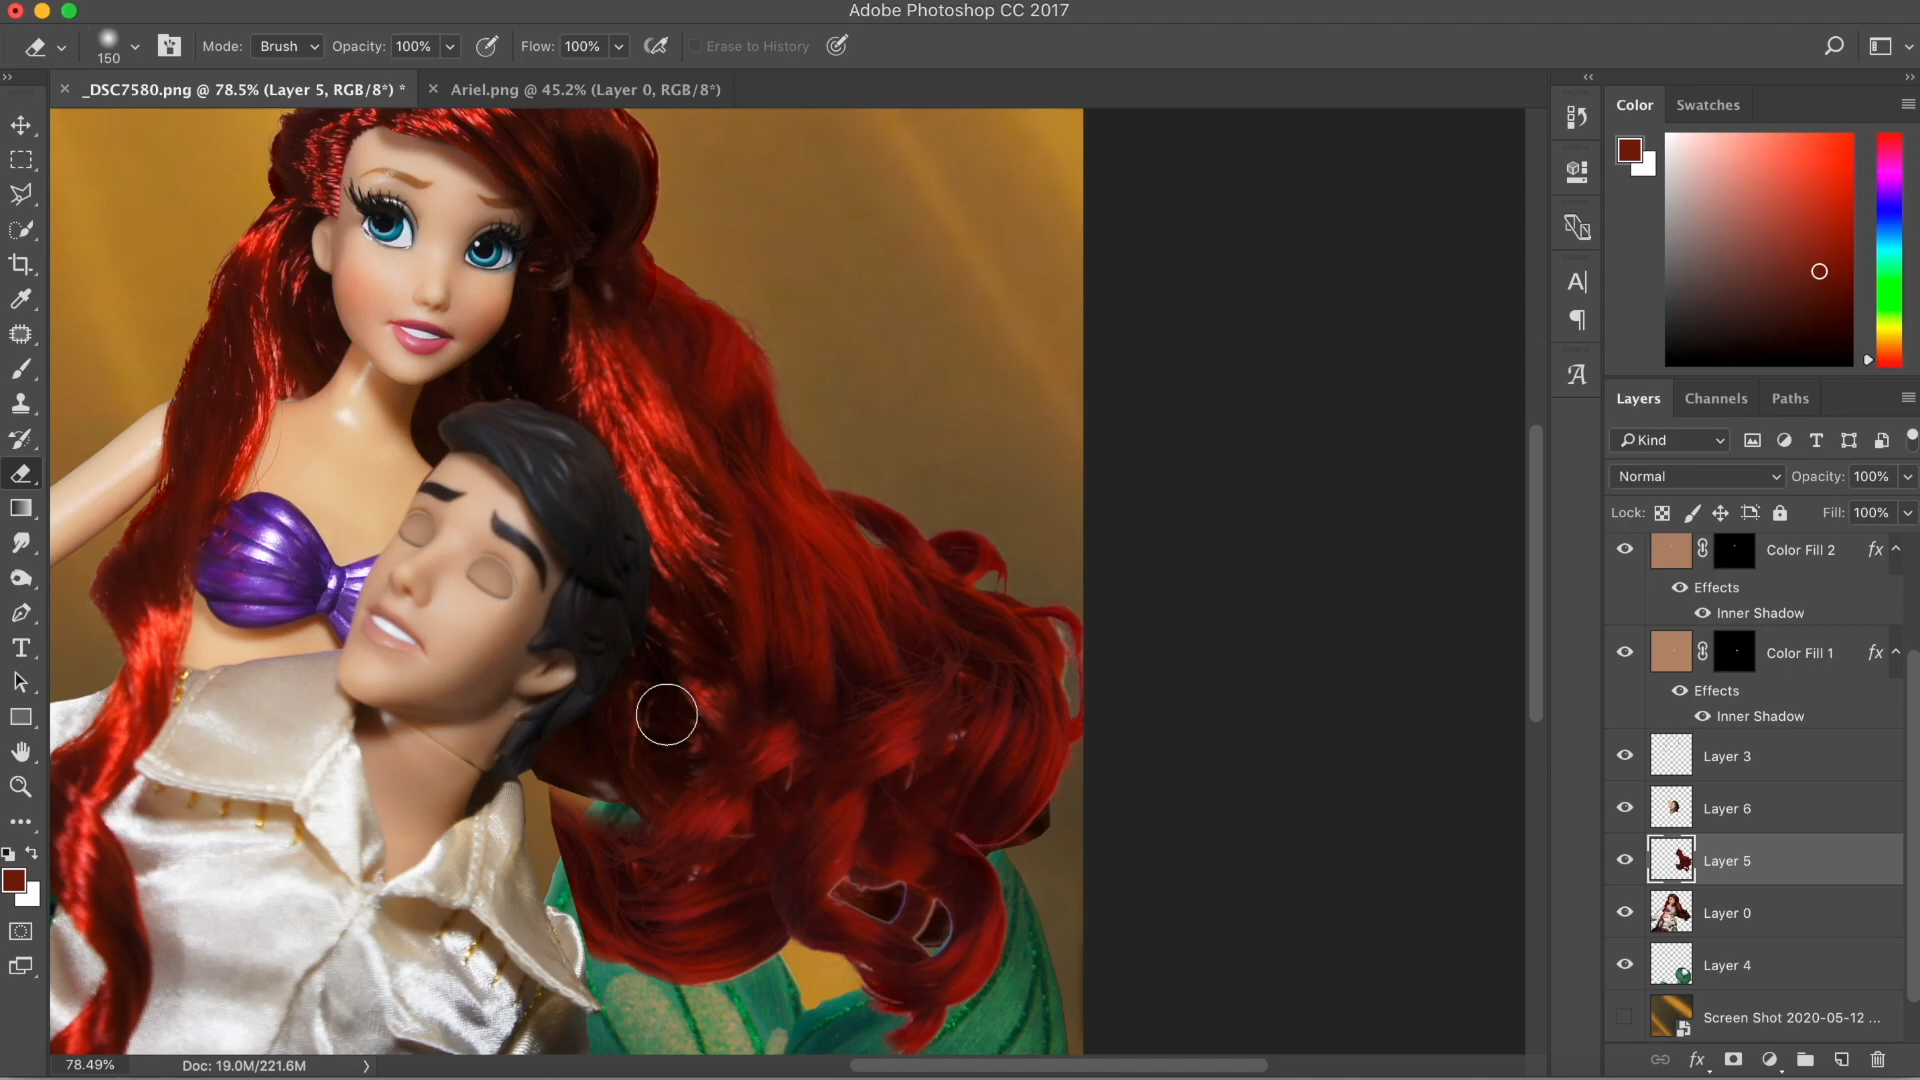 Adobe Photoshop CC 2017
150
Mode: Brush Opacity: 100% Flow: 100% Erase to History
_DSC7580.png @ 78.5% (Layer 5, RGB/8*) *
Ariel.png @ 45.2% (Layer 0, RGB/8*)
Color Swatches
Layers Channels Paths
Kind
Normal Opacity: 100%
Lock: Fill: 100%
Color Fill 2 fx
Effects
Inner Shadow
Color Fill 1 fx
Effects
Inner Shadow
Layer 3
Layer 6
Layer 5
Layer 0
Layer 4
Screen Shot 2020-05-12 ...
fx
78.49% Doc: 19.0M/221.6M